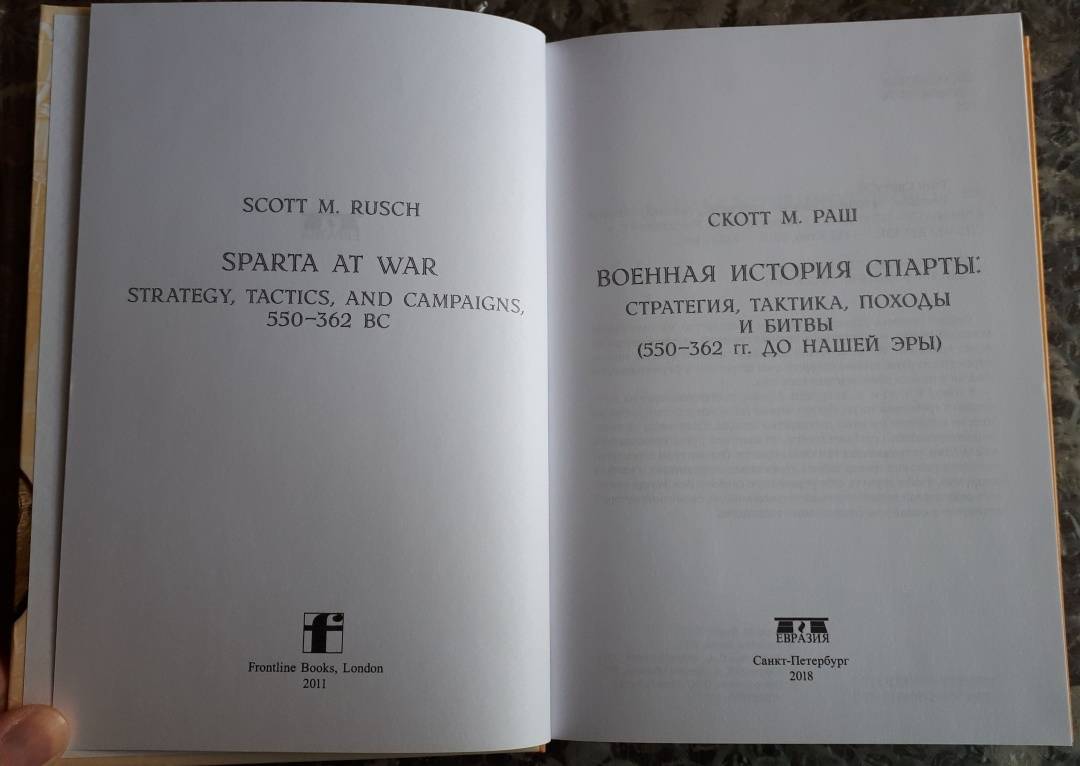 SCOTT M. RUSCH
SPARTA AT WAR
STRATEGY, TACTICS, AND CAMPAIGNS,
550–362 BC
f
Frontline Books, London
2011
СКОТТ М. РАШ
ВОЕННАЯ ИСТОРИЯ СПАРТЫ:
СТРАТЕГИЯ, ТАКТИКА, ПОХОДЫ
И БИТВЫ
(550–362 гг. ДО НАШЕЙ ЭРЫ)
ЕВРАЗИЯ
Санкт-Петербург
2018